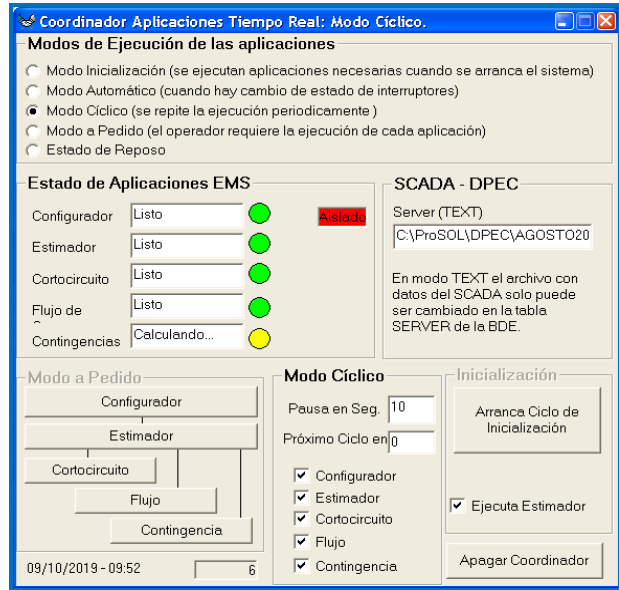 Coordinador Aplicaciones Tiempo Real: Modo Cíclico.
Modos de Ejecución de las aplicaciones
Modo Inicialización (se ejecutan aplicaciones necesarias cuando se arranca el sistema)
Modo Automático (cuando hay cambio de estado de interruptores)
Modo Cíclico (se repite la ejecución periodicamente )
Modo a Pedido (el operador requiere la ejecución de cada aplicación)
Estado de Reposo
Estado de Aplicaciones EMS
Configurador Listo
Aislado
Estimador Listo
Cortocircuito Listo
Flujo de Listo
Contingencias Calculando...
SCADA - DPEC
Server (TEXT)
C:\ProSOL\DPEC\AGOSTO20
En modo TEXT el archivo con
datos del SCADA solo puede
ser cambiado en la tabla
SERVER de la BDE.
Modo a Pedido
Configurador
Estimador
Cortocircuito
Flujo
Contingencia
09/10/2019 - 09:52 6
Modo Cíclico
Pausa en Seg. 10
Próximo Ciclo en 0
Configurador
Estimador
Cortocircuito
Flujo
Contingencia
Inicialización
Arranca Ciclo de
Inicialización
Ejecuta Estimador
Apagar Coordinador